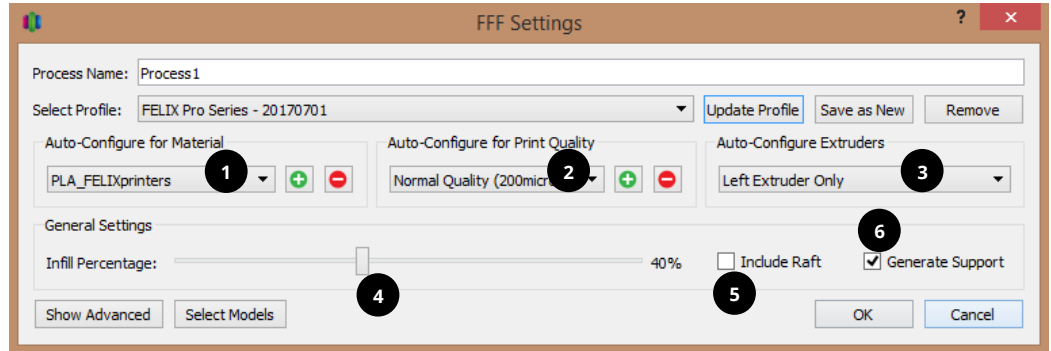 FFF Settings
?
Process Name: Process1
Select Profile: FELIX Pro Series - 20170701 Update Profile Save as New Remove
Auto-Configure for Material Auto-Configure for Print Quality Auto-Configure Extruders
PLA_FELIXprinters 1 Normal Quality (200micr 2 Left Extruder Only 3
General Settings 6
Infill Percentage: 40% Include Raft Generate Support
4 5
Show Advanced Select Models OK Cancel